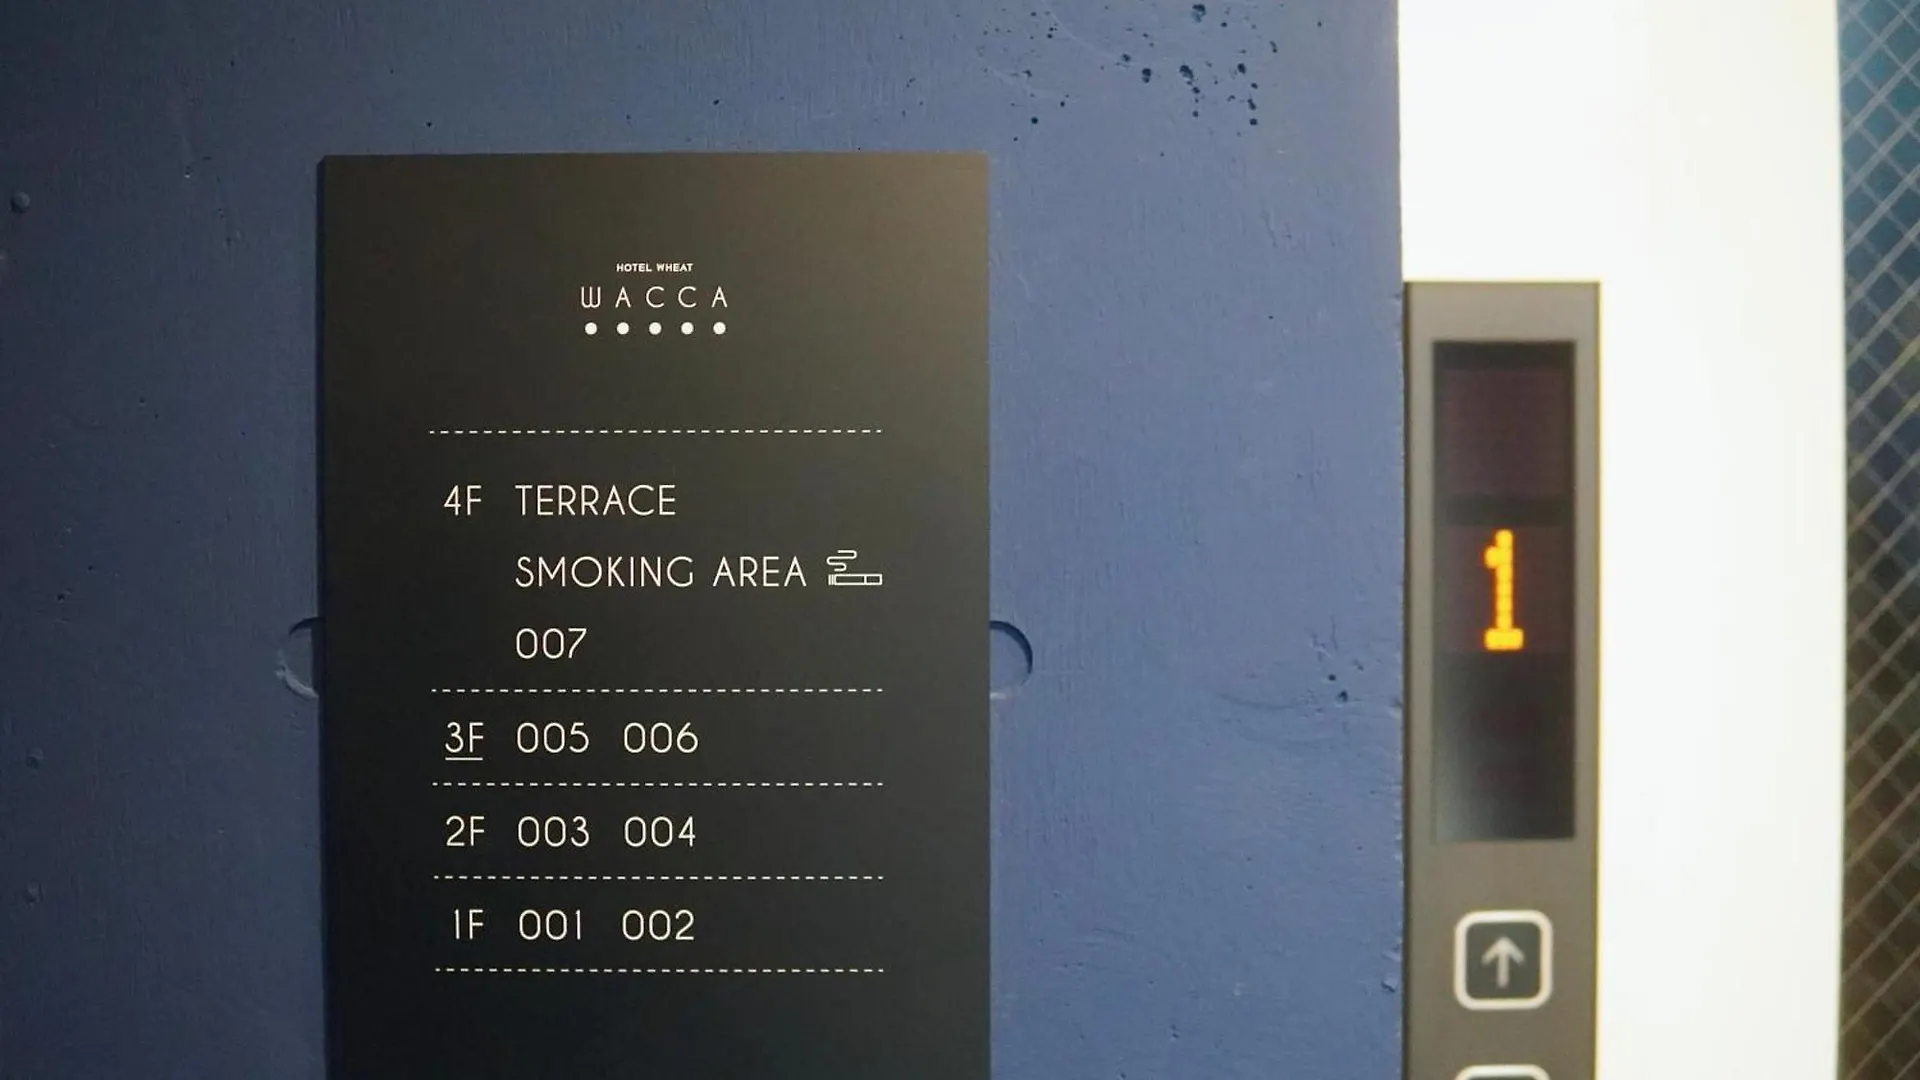 HOTEL WHEAT
WACCA
4F TERRACE
SMOKING AREA
007
3F 005 006
2F 003 004
1F 001 002
1